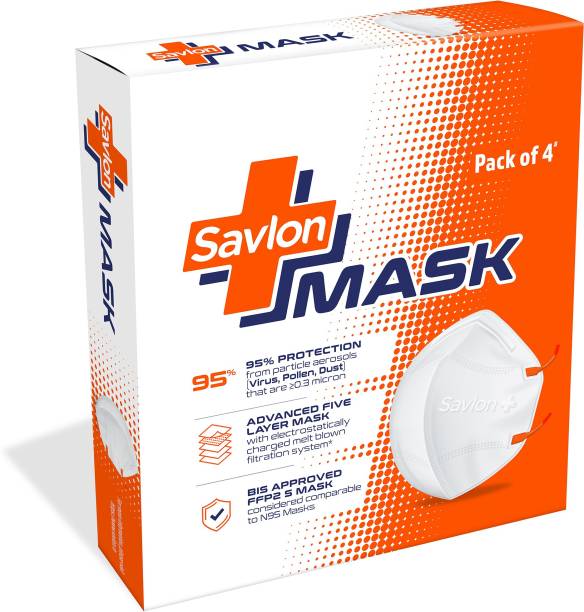 Savlon
MASK
Savlon
MASK
Pack of 4#
Savlon
MASK
95%
95% PROTECTION
from particle aerosols
[Virus, Pollen, Dust]
that are ≥0.3 micron
ADVANCED FIVE
LAYER MASK
with electrostatically
charged melt blown
filtration system*
BIS APPROVED
FFP2 S MASK
considered comparable
to N95 Masks
Savlon